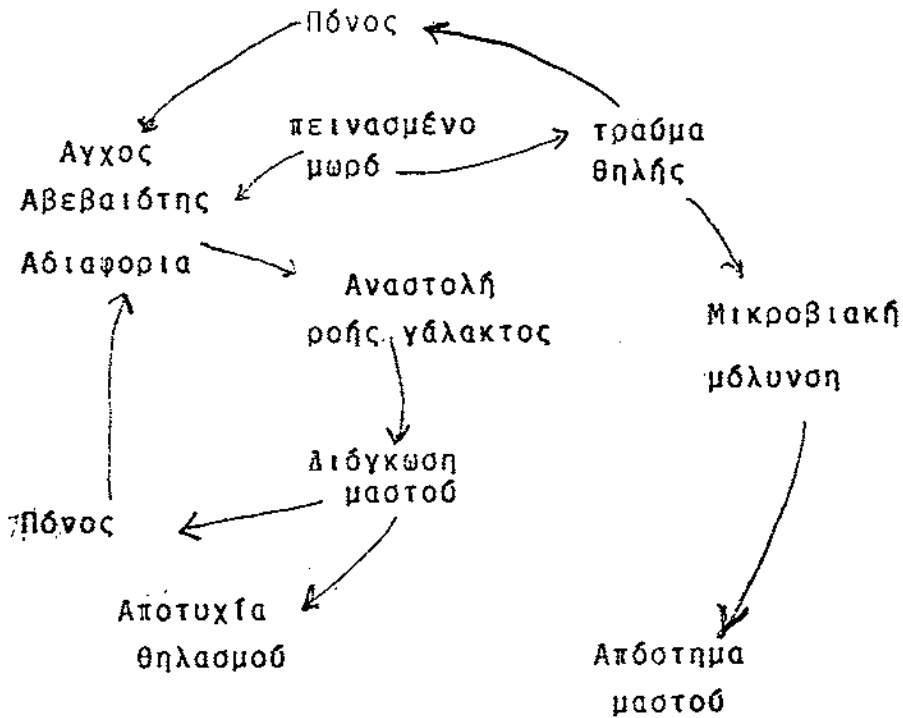 Πόνος
πεινασμένο
μωρό
τραύμα
θηλής
Αγχος
Αβεβαιότης
Αδιαφορια
Αναστολή
ροής γάλακτος
Μικροβιακή
μόλυνση
Διόγκωση
μαστού
Πόνος
Αποτυχία
θηλασμού
Απόστημα
μαστού